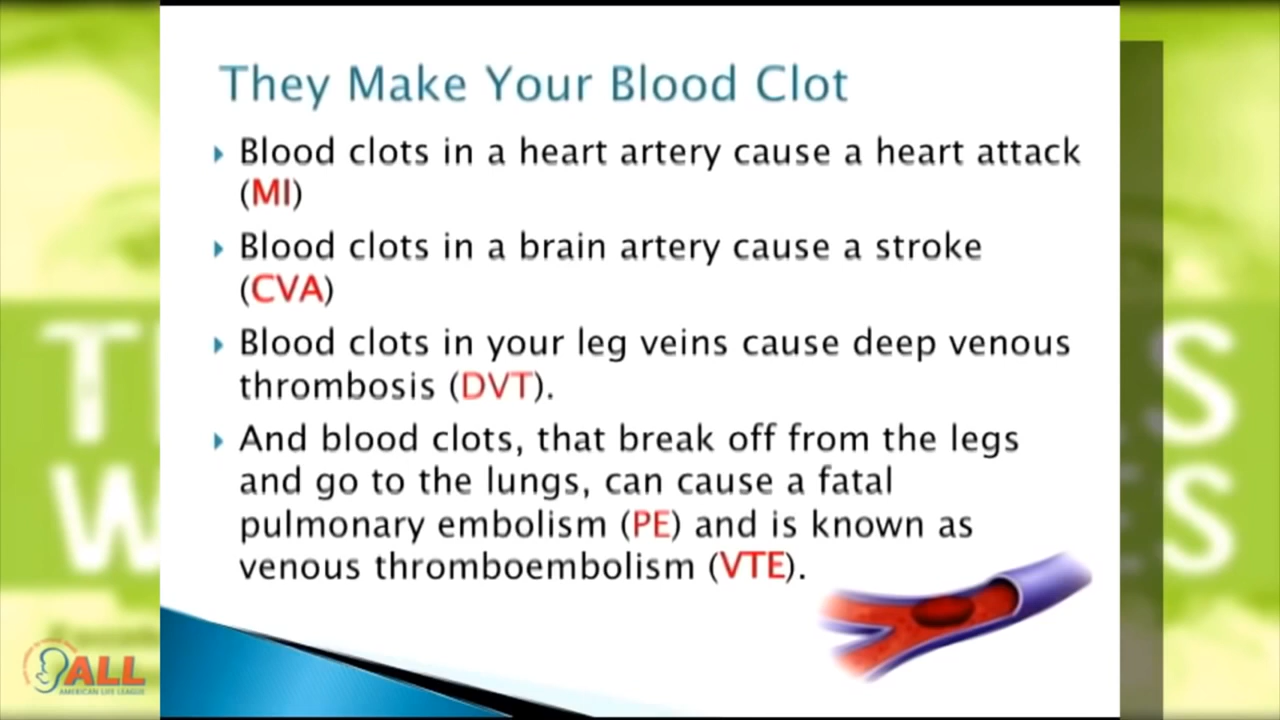 They Make Your Blood Clot
Blood clots in a heart artery cause a heart attack
(MI)
Blood clots in a brain artery cause a stroke
(CVA)
Blood clots in your leg veins cause deep venous
thrombosis (DVT).
And blood clots, that break off from the legs
and go to the lungs, can cause a fatal
pulmonary embolism (PE) and is known as
venous thromboembolism (VTE).
ALL
AMERICAN LIFE LEAGUE